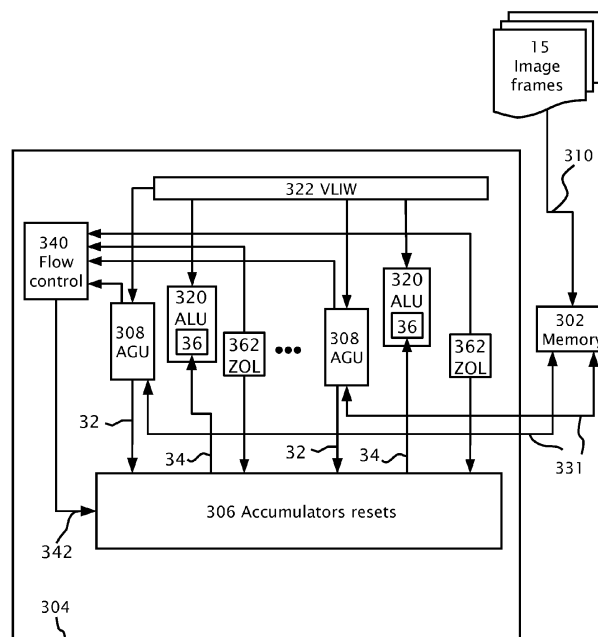 15
Image
frames
310
322 VLIW
340
Flow
control
320
ALU
36
320
ALU
36
308
AGU
362
ZOL
•••
308
AGU
362
ZOL
302
Memory
32
34
32
34
331
306 Accumulators resets
342
304